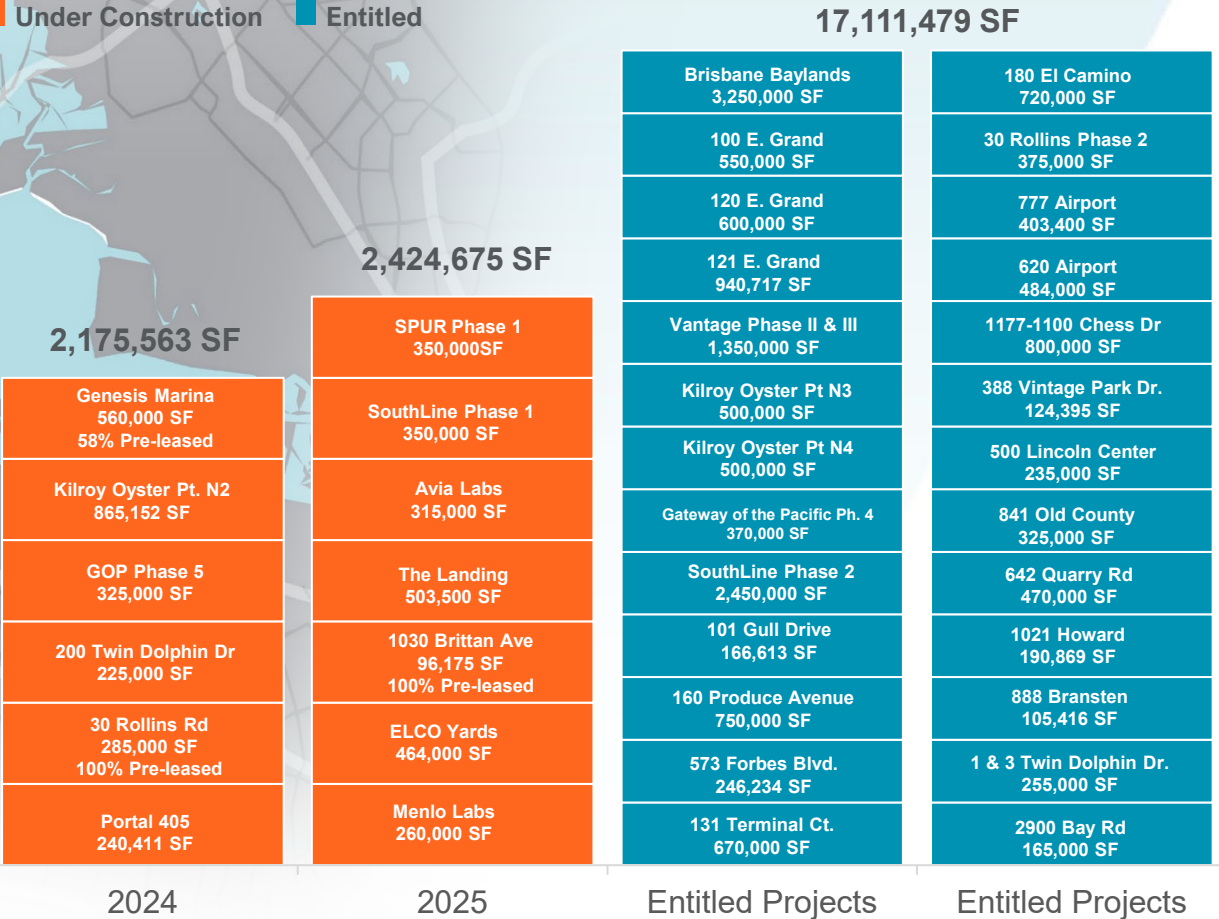 Under Construction
Entitled
2,175,563 SF
Genesis Marina
560,000 SF
58% Pre-leased
Kilroy Oyster Pt. N2
865,152 SF
GOP Phase 5
325,000 SF
200 Twin Dolphin Dr
225,000 SF
30 Rollins Rd
285,000 SF
100% Pre-leased
Portal 405
240,411 SF
2024
2,424,675 SF
SPUR Phase 1
350,000SF
SouthLine Phase 1
350,000 SF
Avia Labs
315,000 SF
The Landing
503,500 SF
1030 Brittan Ave
96,175 SF
100% Pre-leased
ELCO Yards
464,000 SF
Menlo Labs
260,000 SF
2025
17,111,479 SF
Brisbane Baylands
3,250,000 SF
100 E. Grand
550,000 SF
120 E. Grand
600,000 SF
121 E. Grand
940,717 SF
Vantage Phase II & III
1,350,000 SF
Kilroy Oyster Pt N3
500,000 SF
Kilroy Oyster Pt N4
500,000 SF
Gateway of the Pacific Ph. 4
370,000 SF
SouthLine Phase 2
2,450,000 SF
101 Gull Drive
166,613 SF
160 Produce Avenue
750,000 SF
573 Forbes Blvd.
246,234 SF
131 Terminal Ct.
670,000 SF
Entitled Projects
180 El Camino
720,000 SF
30 Rollins Phase 2
375,000 SF
777 Airport
403,400 SF
620 Airport
484,000 SF
1177-1100 Chess Dr
800,000 SF
388 Vintage Park Dr.
124,395 SF
500 Lincoln Center
235,000 SF
841 Old County
325,000 SF
642 Quarry Rd
470,000 SF
1021 Howard
190,869 SF
888 Bransten
105,416 SF
1 & 3 Twin Dolphin Dr.
255,000 SF
2900 Bay Rd
165,000 SF
Entitled Projects